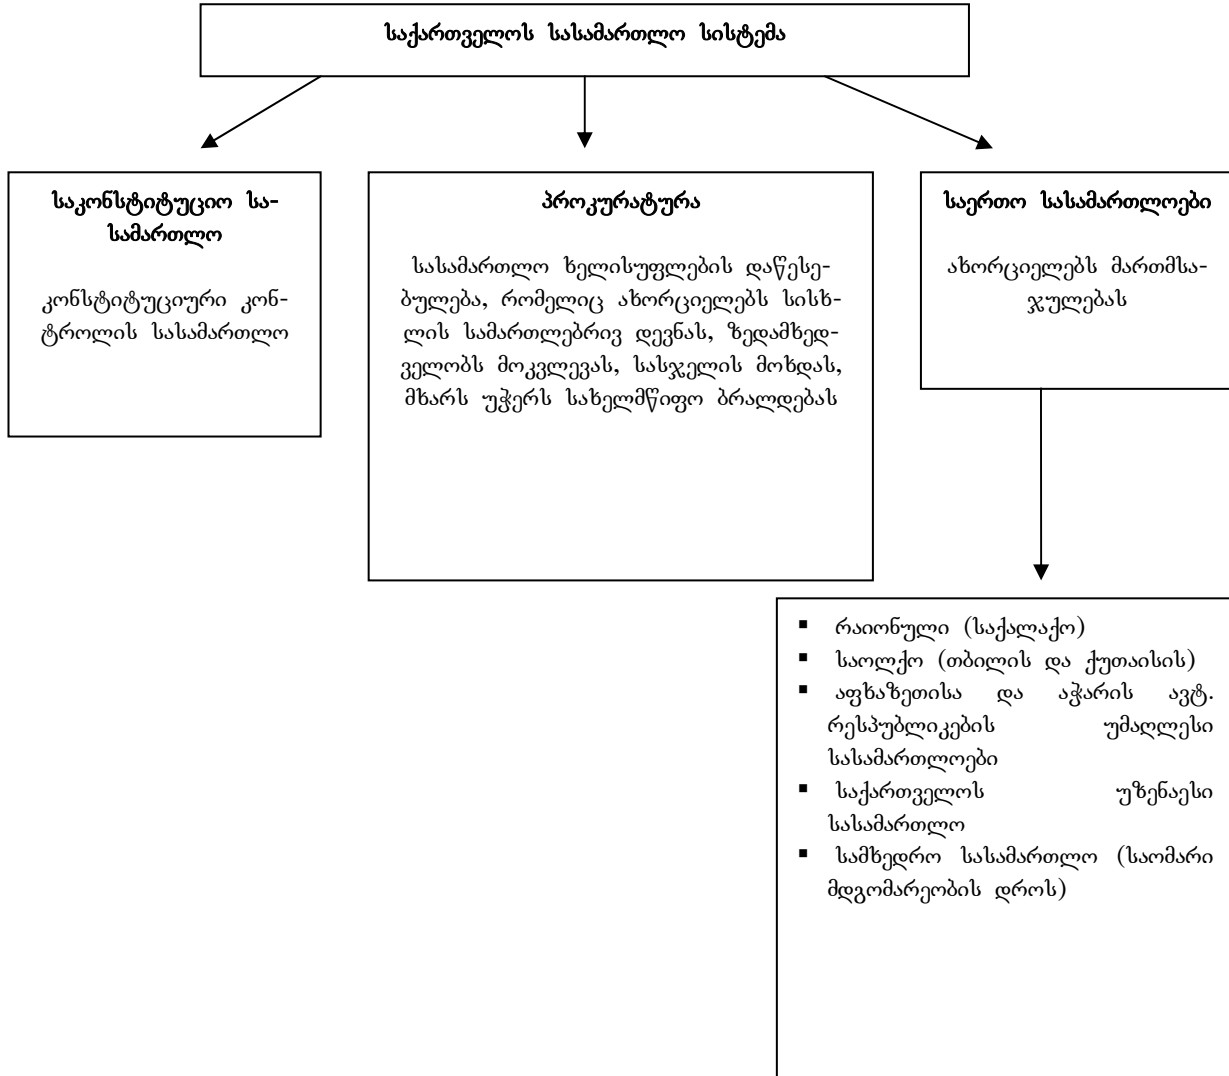 საქართველოს სასამართლო სისტემა
საკონსტიტუციო სა-
სამართლო
კონსტიტუციური კონ-
ტროლის სასამართლო
პროკურატურა
სასამართლო ხელისუფლების დაწესე-
ბულება, რომელიც ახორციელებს სისხ-
ლის სამართლებრივ დევნას, ზედამხედ-
ველობს მოკვლევას, სასჯელის მოხდას,
მხარს უჭერს სახელმწიფო ბრალდებას
საერთო სასამართლოები
ახორციელებს მართმსა-
ჯულებას
▪ რაიონული (საქალაქო)
▪ საოლქო (თბილის და ქუთაისის)
▪ აფხაზეთისა და აჭარის ავტ.
რესპუბლიკების უმაღლესი
სასამართლოები
▪ საქართველოს უზენაესი
სასამართლო
▪ სამხედრო სასამართლო (საომარი
მდგომარეობის დროს)